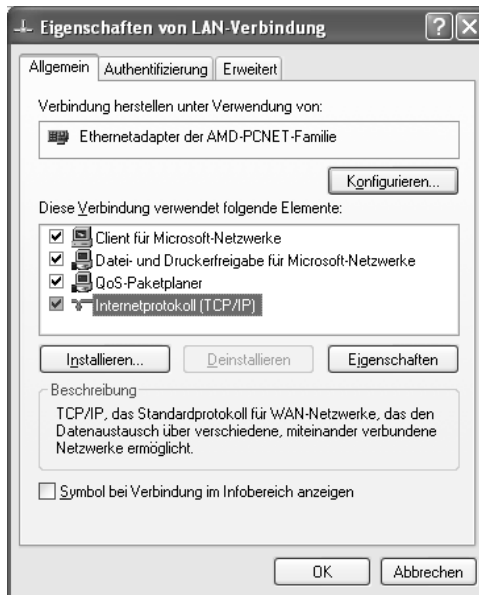 Eigenschaften von LAN-Verbindung
Allgemein Authentifizierung Erweitert
Verbindung herstellen unter Verwendung von:
Ethernetadapter der AMD-PCNET-Familie
Konfigurieren...
Diese Verbindung verwendet folgende Elemente:
Client für Microsoft-Netzwerke
Datei- und Druckerfreigabe für Microsoft-Netzwerke
QoS-Paketplaner
Internetprotokoll (TCP/IP)
Installieren... Deinstallieren Eigenschaften
Beschreibung
TCP/IP, das Standardprotokoll für WAN-Netzwerke, das den
Datenaustausch über verschiedene, miteinander verbundene
Netzwerke ermöglicht.
Symbol bei Verbindung im Infobereich anzeigen
OK Abbrechen